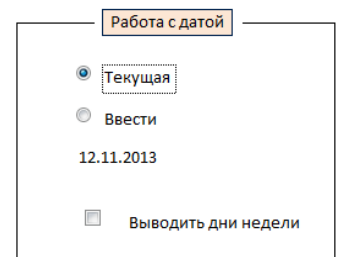 Работа с датой
Текущая
Ввести
12.11.2013
Выводить дни недели